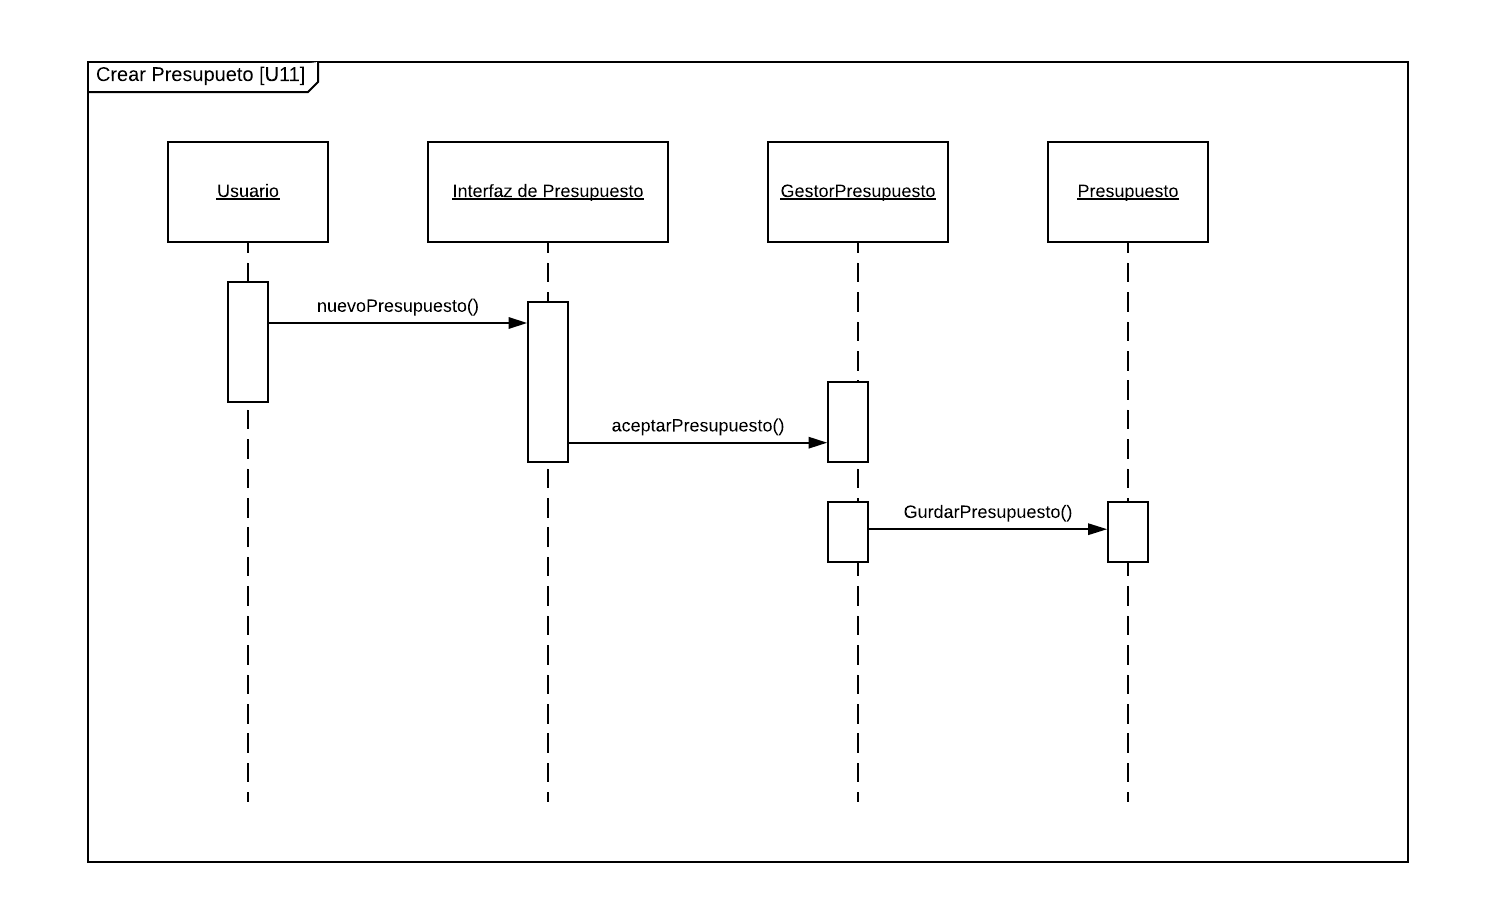 Crear Presupueto [U11]
Usuario
Interfaz de Presupuesto
GestorPresupuesto
Presupuesto
nuevoPresupuesto()
aceptarPresupuesto()
GurdarPresupuesto()